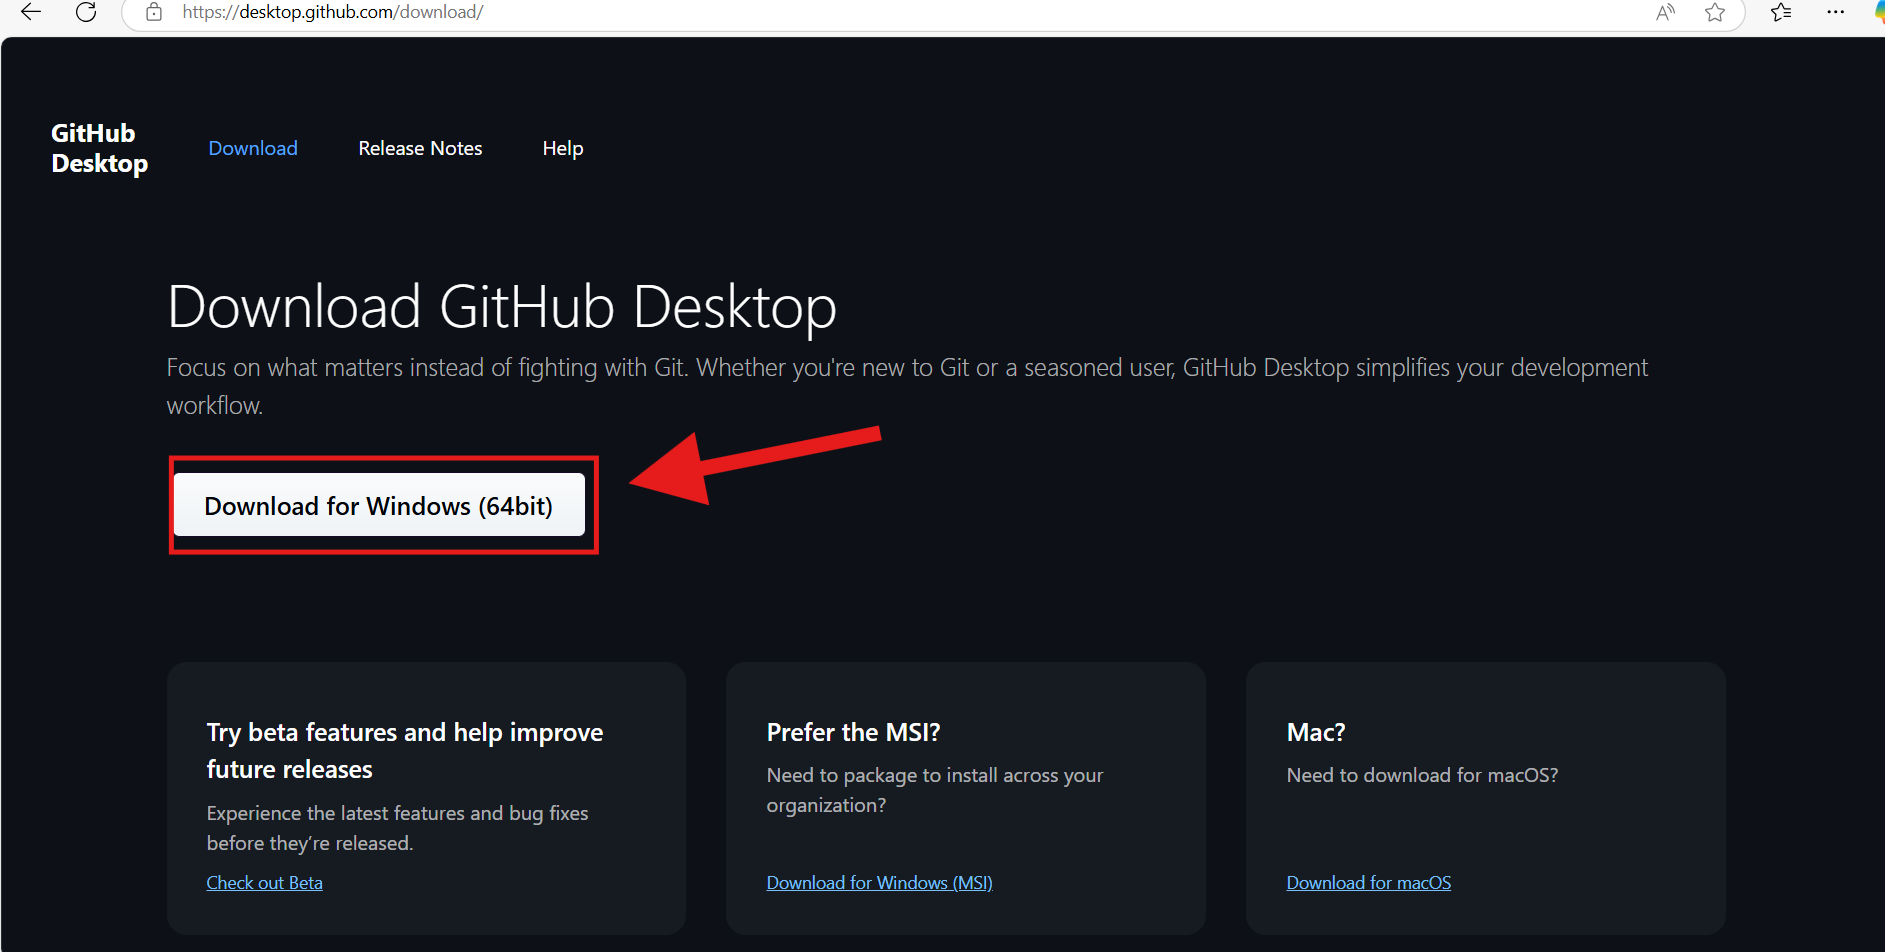 https://desktop.github.com/download/
GitHub
Desktop
Download
Release Notes
Help
Download GitHub Desktop
Focus on what matters instead of fighting with Git. Whether you're new to Git or a seasoned user, GitHub Desktop simplifies your development
workflow.
Download for Windows (64bit)
Try beta features and help improve
future releases
Experience the latest features and bug fixes
before they’re released.
Check out Beta
Prefer the MSI?
Need to package to install across your
organization?
Download for Windows (MSI)
Mac?
Need to download for macOS?
Download for macOS